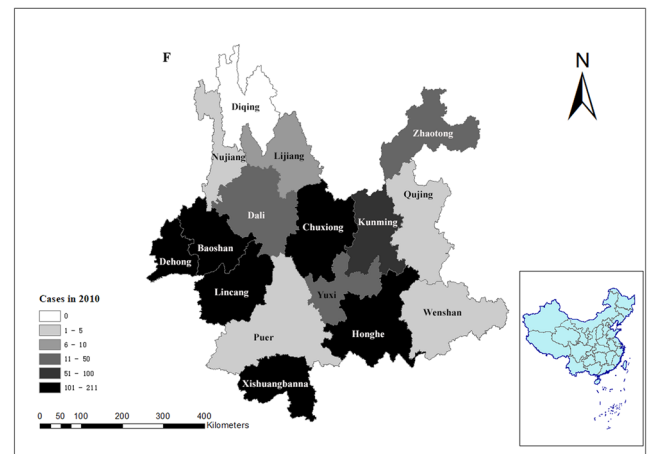 F
N
Diqing
Zhaotong
Nujiang
Lijiang
Qujing
Dali
Chuxiong
Kunming
Baoshan
Dehong
Lincang
Yuxi
Wenshan
Puer
Honghe
Xishuangbanna
Cases in 2010
0
1 - 5
6 - 10
11 - 50
51 - 100
101 - 211
0 50 100 200 300 400
Kilometers